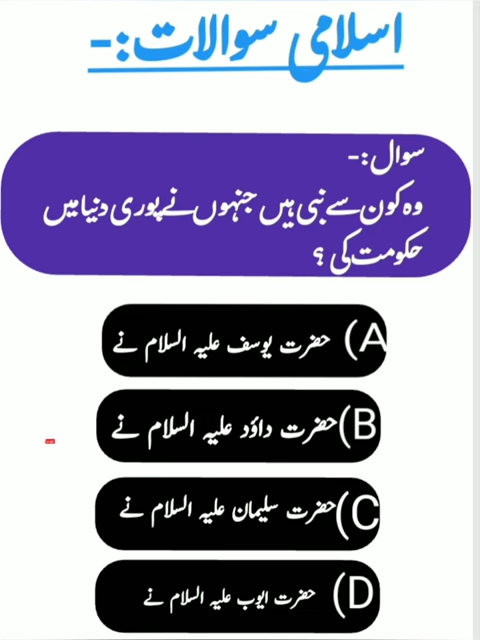 اسلامی سوالات:-
سوال:-
وہ کون سے نبی ہیں جنہوں نے پوری دنیا میں
حکومت کی ؟
A) حضرت یوسف علیہ السلام نے
B) حضرت داؤد علیہ السلام نے
C) حضرت سلیمان علیہ السلام نے
D) حضرت ایوب علیہ السلام نے